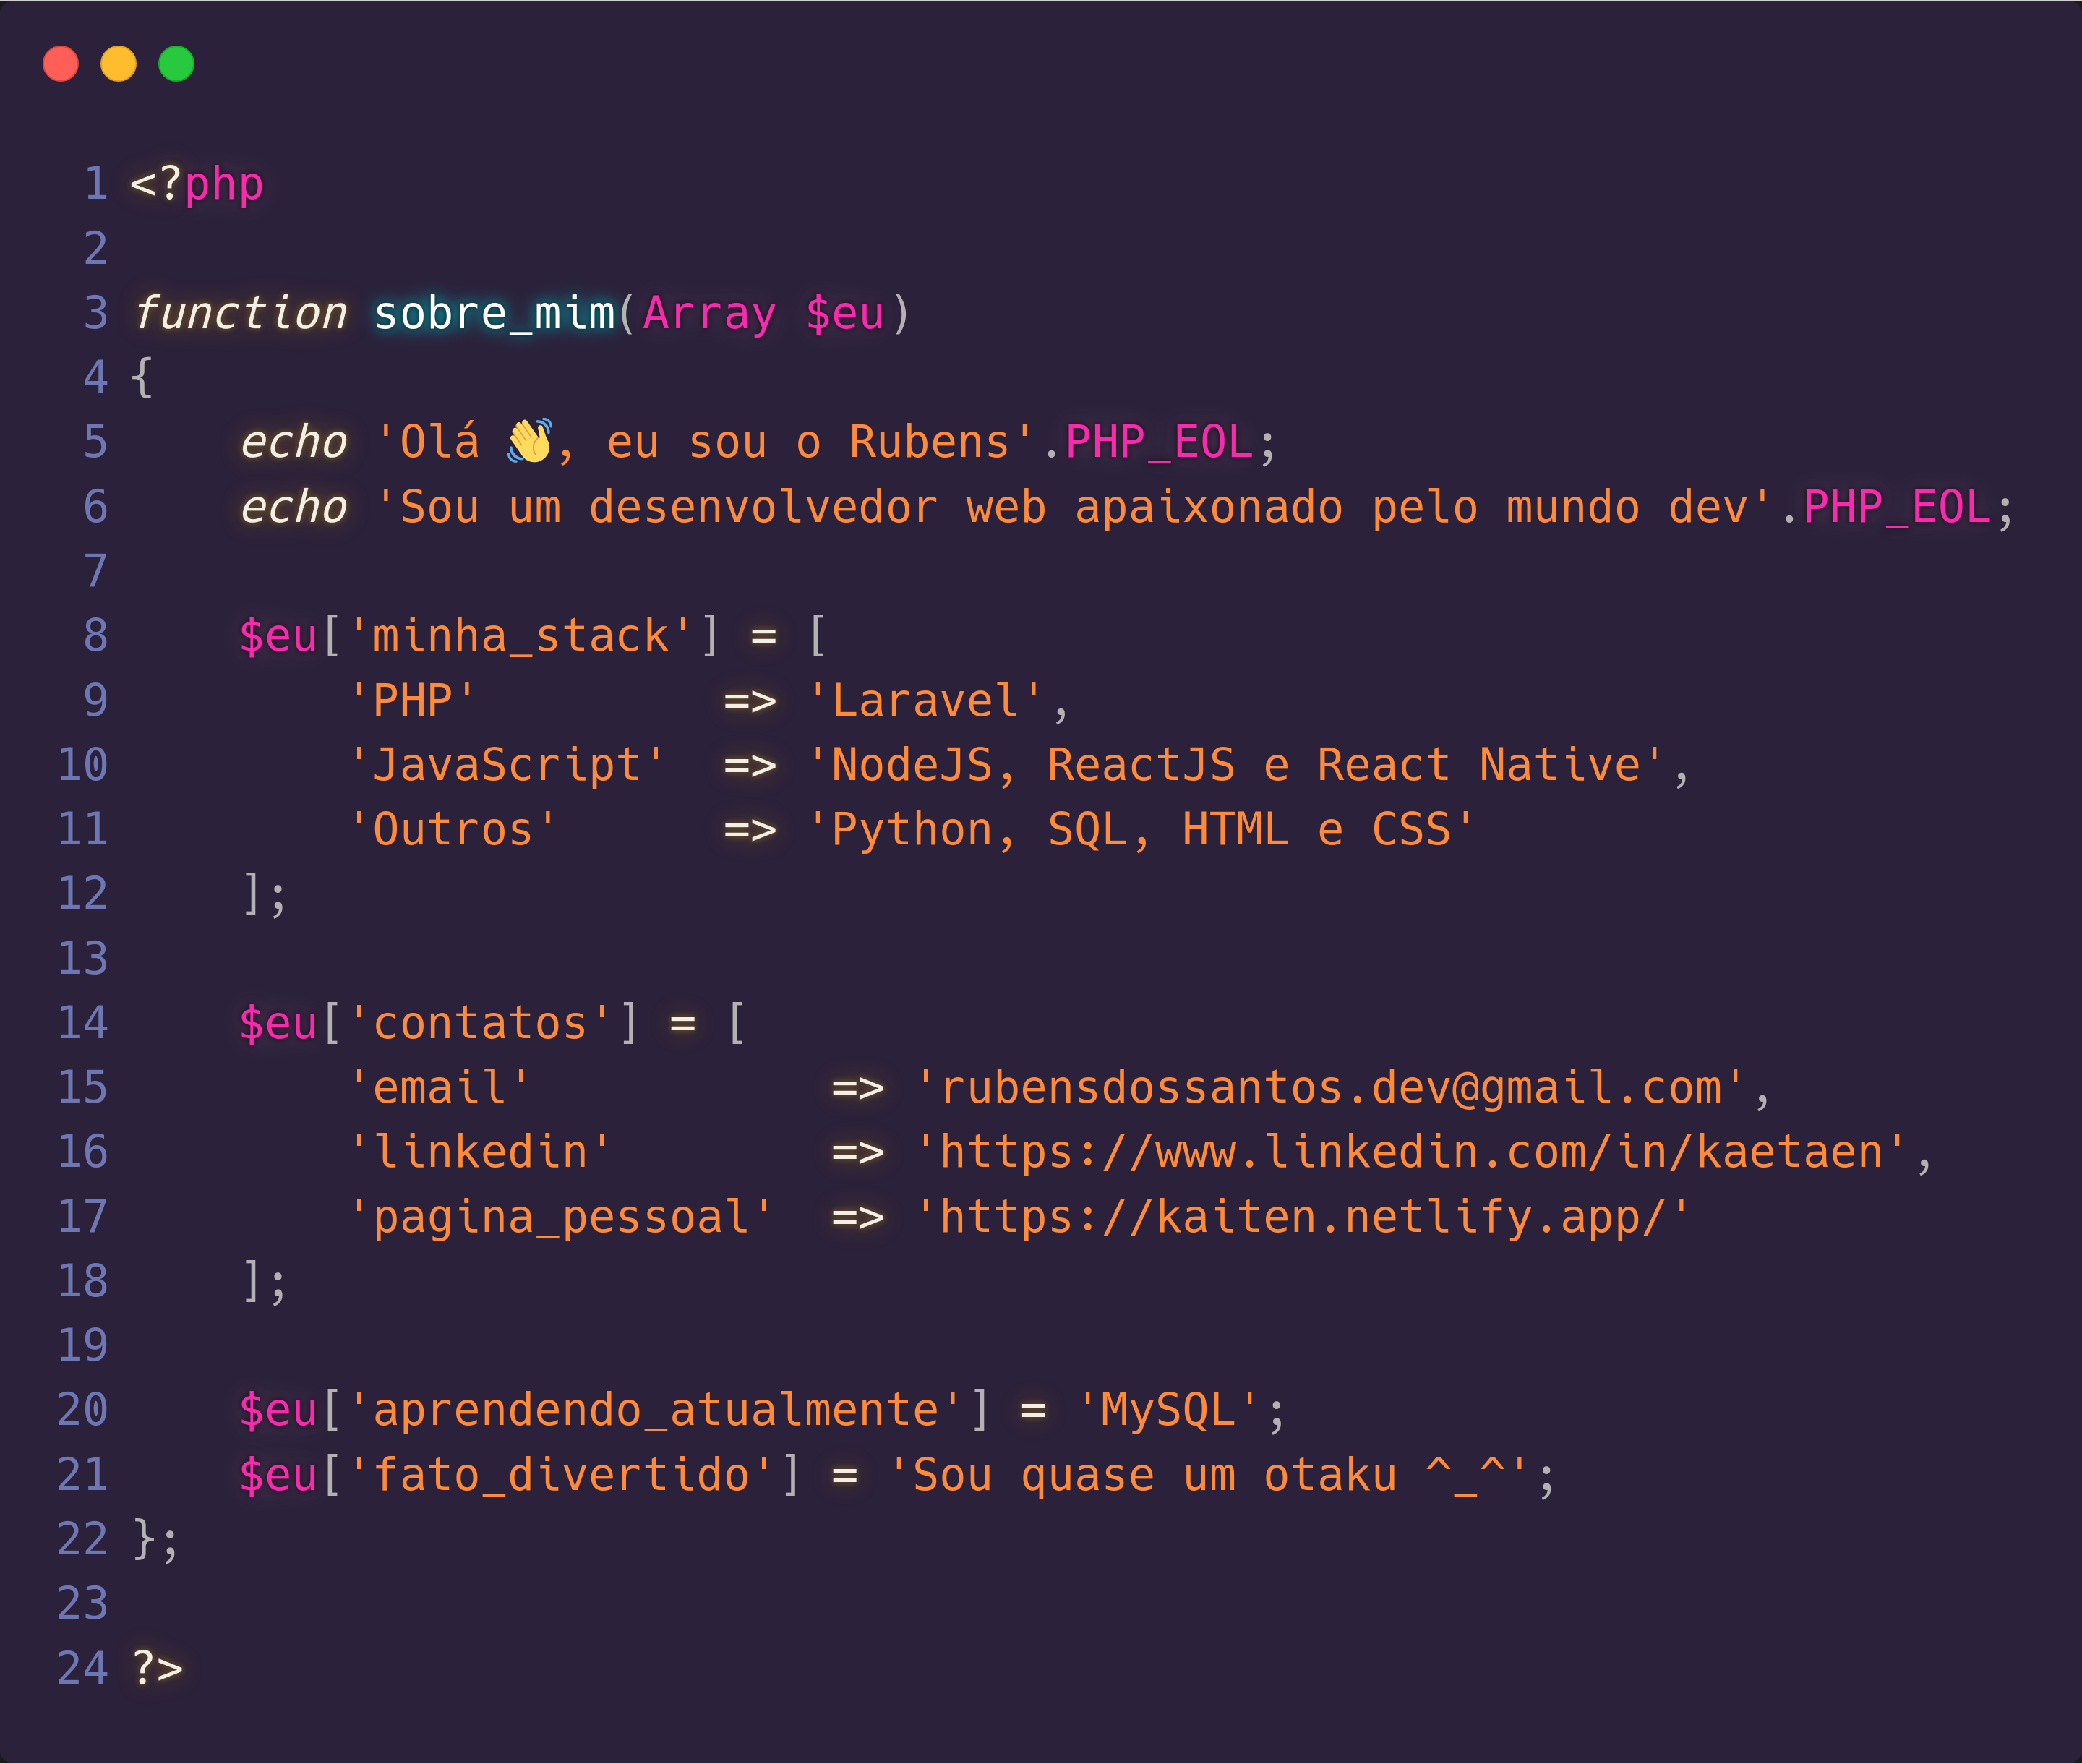 1 <?php
2
3 function sobre_mim(Array $eu)
4 {
5     echo 'Olá 👋, eu sou o Rubens'.PHP_EOL;
6     echo 'Sou um desenvolvedor web apaixonado pelo mundo dev'.PHP_EOL;
7
8     $eu['minha_stack'] = [
9         'PHP'         => 'Laravel',
10         'JavaScript'  => 'NodeJS, ReactJS e React Native',
11         'Outros'      => 'Python, SQL, HTML e CSS'
12     ];
13
14     $eu['contatos'] = [
15         'email'           => 'rubensdossantos.dev@gmail.com',
16         'linkedin'        => 'https://www.linkedin.com/in/kaetaen',
17         'pagina_pessoal'  => 'https://kaiten.netlify.app/'
18     ];
19
20     $eu['aprendendo_atualmente'] = 'MySQL';
21     $eu['fato_divertido'] = 'Sou quase um otaku ^_^';
22 };
23
24 ?>